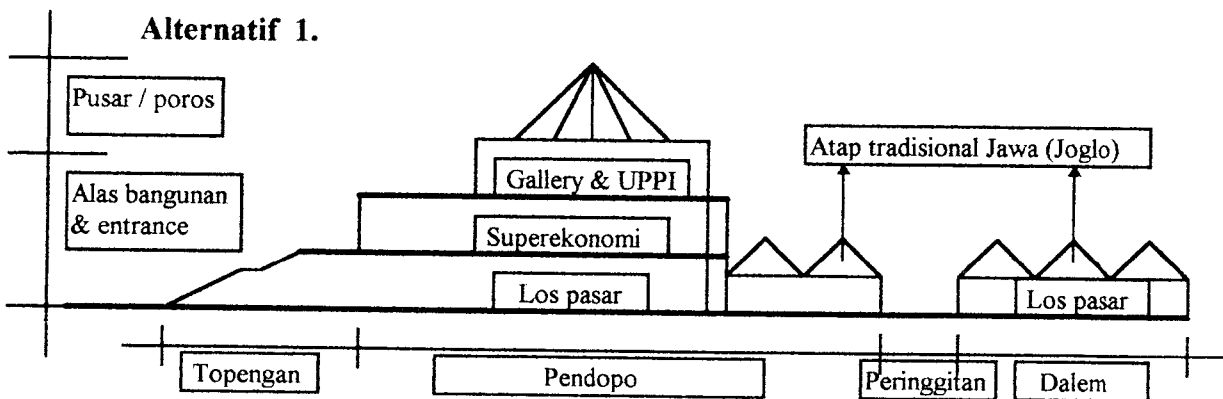 Alternatif 1.
Pusar / poros
Alas bangunan
& entrance
Gallery & UPPI
Superekonomi
Los pasar
Atap tradisional Jawa (Joglo)
Los pasar
Topengan
Pendopo
Peringgitan
Dalem